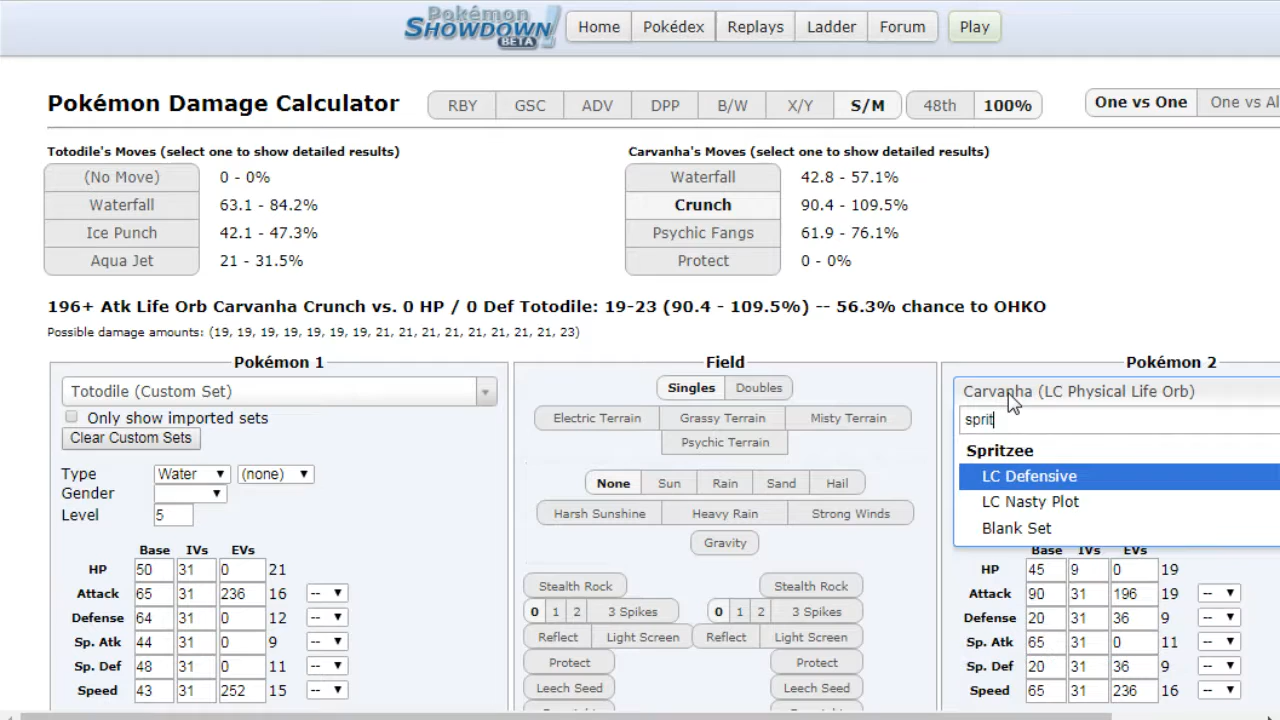 Pokémon SHOWDOWN! BETA Home Pokédex Replays Ladder Forum Play
Pokémon Damage Calculator RBY GSC ADV DPP B/W X/Y S/M 48th 100% One vs One One vs Al
Totodile's Moves (select one to show detailed results) Carvanha's Moves (select one to show detailed results)
(No Move) 0 - 0% Waterfall 42.8 - 57.1%
Waterfall 63.1 - 84.2% Crunch 90.4 - 109.5%
Ice Punch 42.1 - 47.3% Psychic Fangs 61.9 - 76.1%
Aqua Jet 21 - 31.5% Protect 0 - 0%
196+ Atk Life Orb Carvanha Crunch vs. 0 HP / 0 Def Totodile: 19-23 (90.4 - 109.5%) -- 56.3% chance to OHKO
Possible damage amounts: (19, 19, 19, 19, 19, 19, 19, 21, 21, 21, 21, 21, 21, 21, 21, 23)
Pokémon 1 Field Pokémon 2
Totodile (Custom Set) Singles Doubles Carvanha (LC Physical Life Orb)
Only show imported sets Electric Terrain Grassy Terrain Misty Terrain sprit
Clear Custom Sets Psychic Terrain
Spritzee
Type Water (none) None Sun Rain Sand Hail LC Defensive
Gender LC Nasty Plot
Level 5 Harsh Sunshine Heavy Rain Strong Winds
Blank Set
Gravity
Base IVs EVs Base IVs EVs
HP 50 31 0 21 HP 45 9 0 19
Attack 65 31 236 16 -- Stealth Rock Stealth Rock Attack 90 31 196 19 --
Defense 64 31 0 12 -- 0 1 2 3 Spikes 0 1 2 3 Spikes Defense 20 31 36 9 --
Sp. Atk 44 31 0 9 -- Reflect Light Screen Reflect Light Screen Sp. Atk 65 31 0 11 --
Sp. Def 48 31 0 11 -- Protect Protect Sp. Def 20 31 36 9 --
Speed 43 31 252 15 -- Leech Seed Leech Seed Speed 65 31 236 16 --